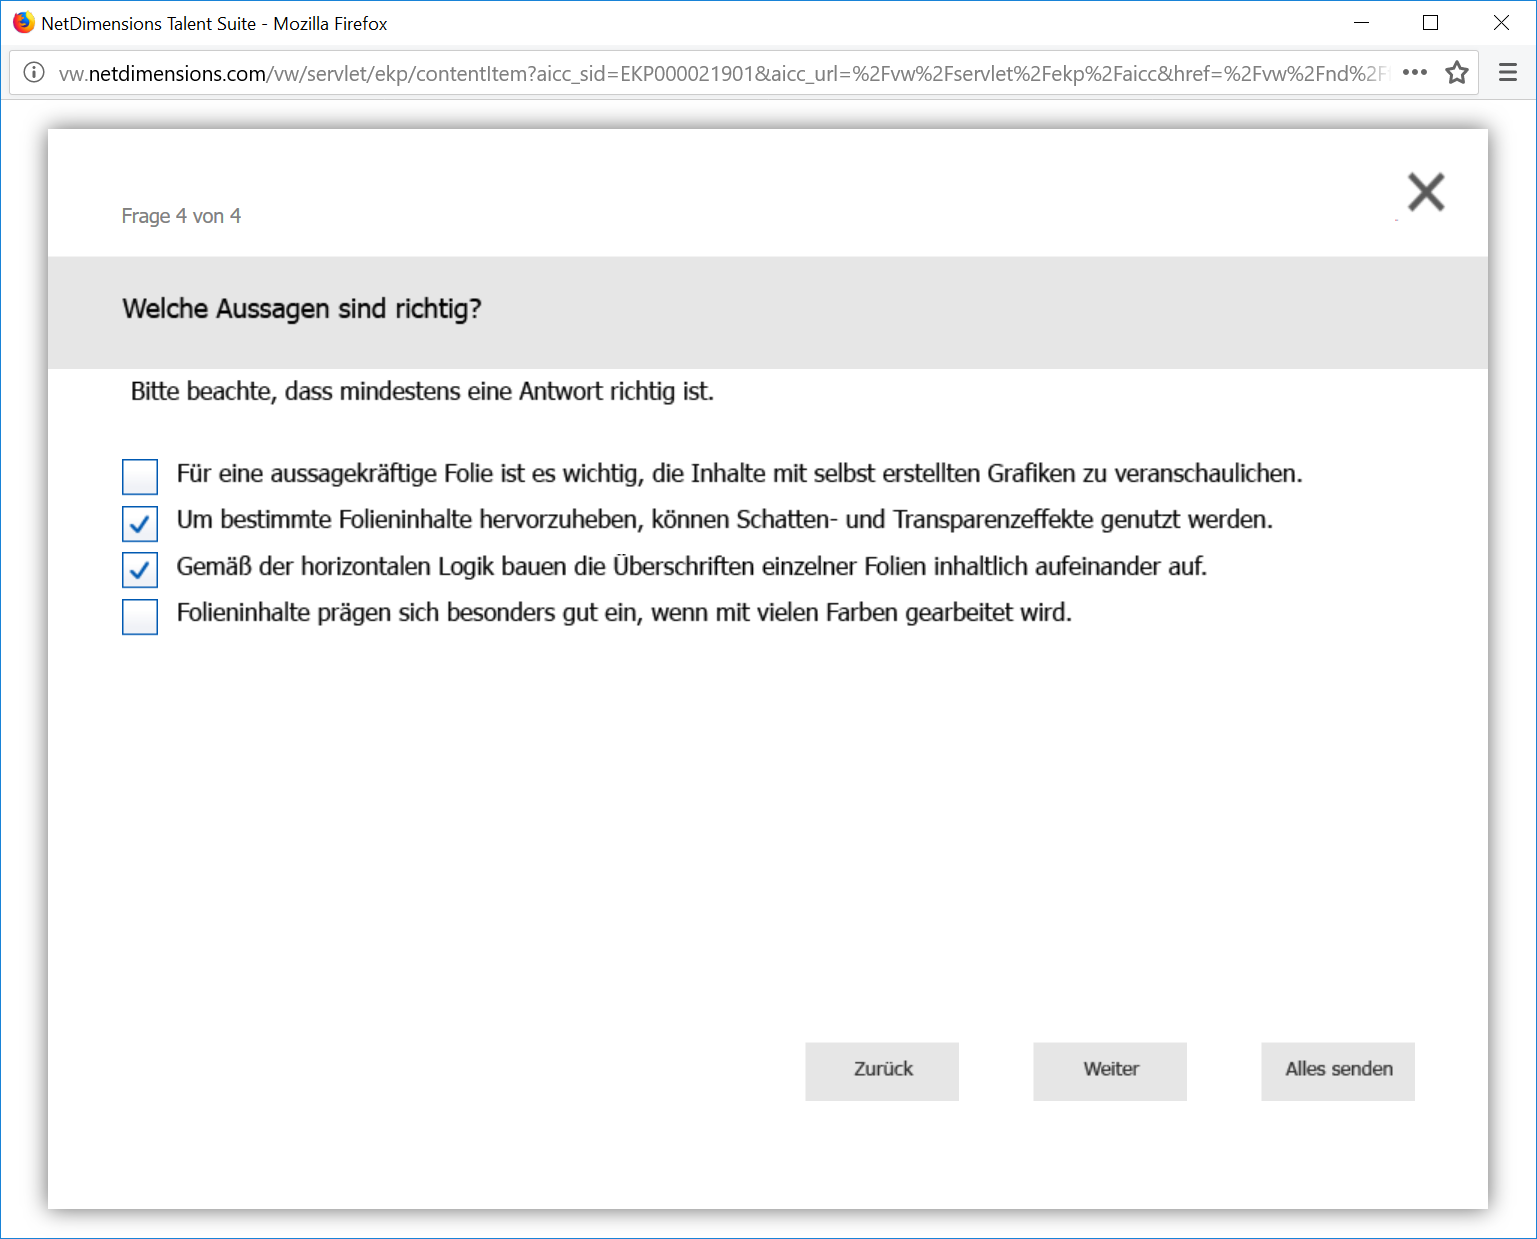 NetDimensions Talent Suite - Mozilla Firefox
vw.netdimensions.com/vw/servlet/ekp/contentItem?aicc_sid=EKP000021901&aicc_url=%2Fvw%2Fservlet%2Fekp%2Faicc&href=%2Fvw%2Fnd%2F
Frage 4 von 4
Welche Aussagen sind richtig?
Bitte beachte, dass mindestens eine Antwort richtig ist.
Für eine aussagekräftige Folie ist es wichtig, die Inhalte mit selbst erstellten Grafiken zu veranschaulichen.
Um bestimmte Folieninhalte hervorzuheben, können Schatten- und Transparenzeffekte genutzt werden.
Gemäß der horizontalen Logik bauen die Überschriften einzelner Folien inhaltlich aufeinander auf.
Folieninhalte prägen sich besonders gut ein, wenn mit vielen Farben gearbeitet wird.
Zurück Weiter Alles senden